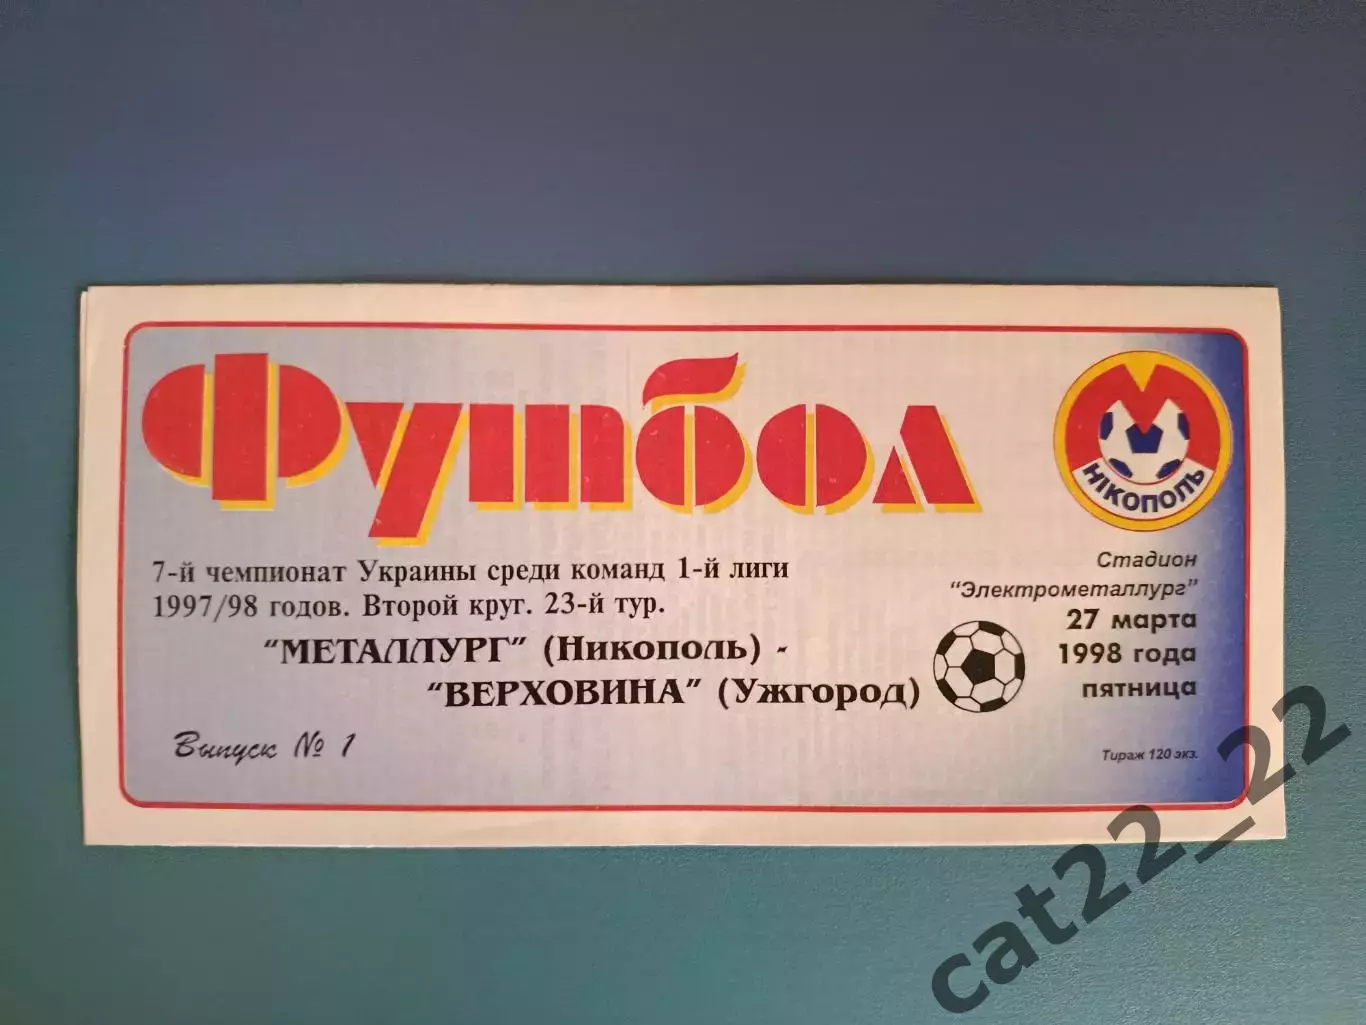 Футбол
НІКОПОЛЬ
7-й чемпионат Украины среди команд 1-й лиги
1997/98 годов. Второй круг. 23-й тур.
"МЕТАЛЛУРГ" (Никополь) -
"ВЕРХОВИНА" (Ужгород)
Выпуск № 1
Стадион
"Электрометаллург"
27 марта
1998 года
пятница
Тираж 120 экз.
cat22_22